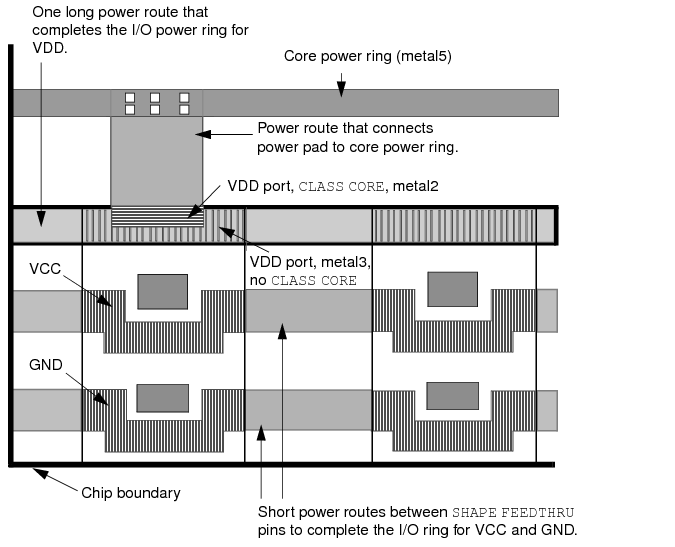 One long power route that
completes the I/O power ring for
VDD.
Core power ring (metal5)
Power route that connects
power pad to core power ring.
VDD port, CLASS CORE, metal2
VDD port, metal3,
no CLASS CORE
VCC
GND
Chip boundary
Short power routes between SHAPE FEEDTHRU
pins to complete the I/O ring for VCC and GND.